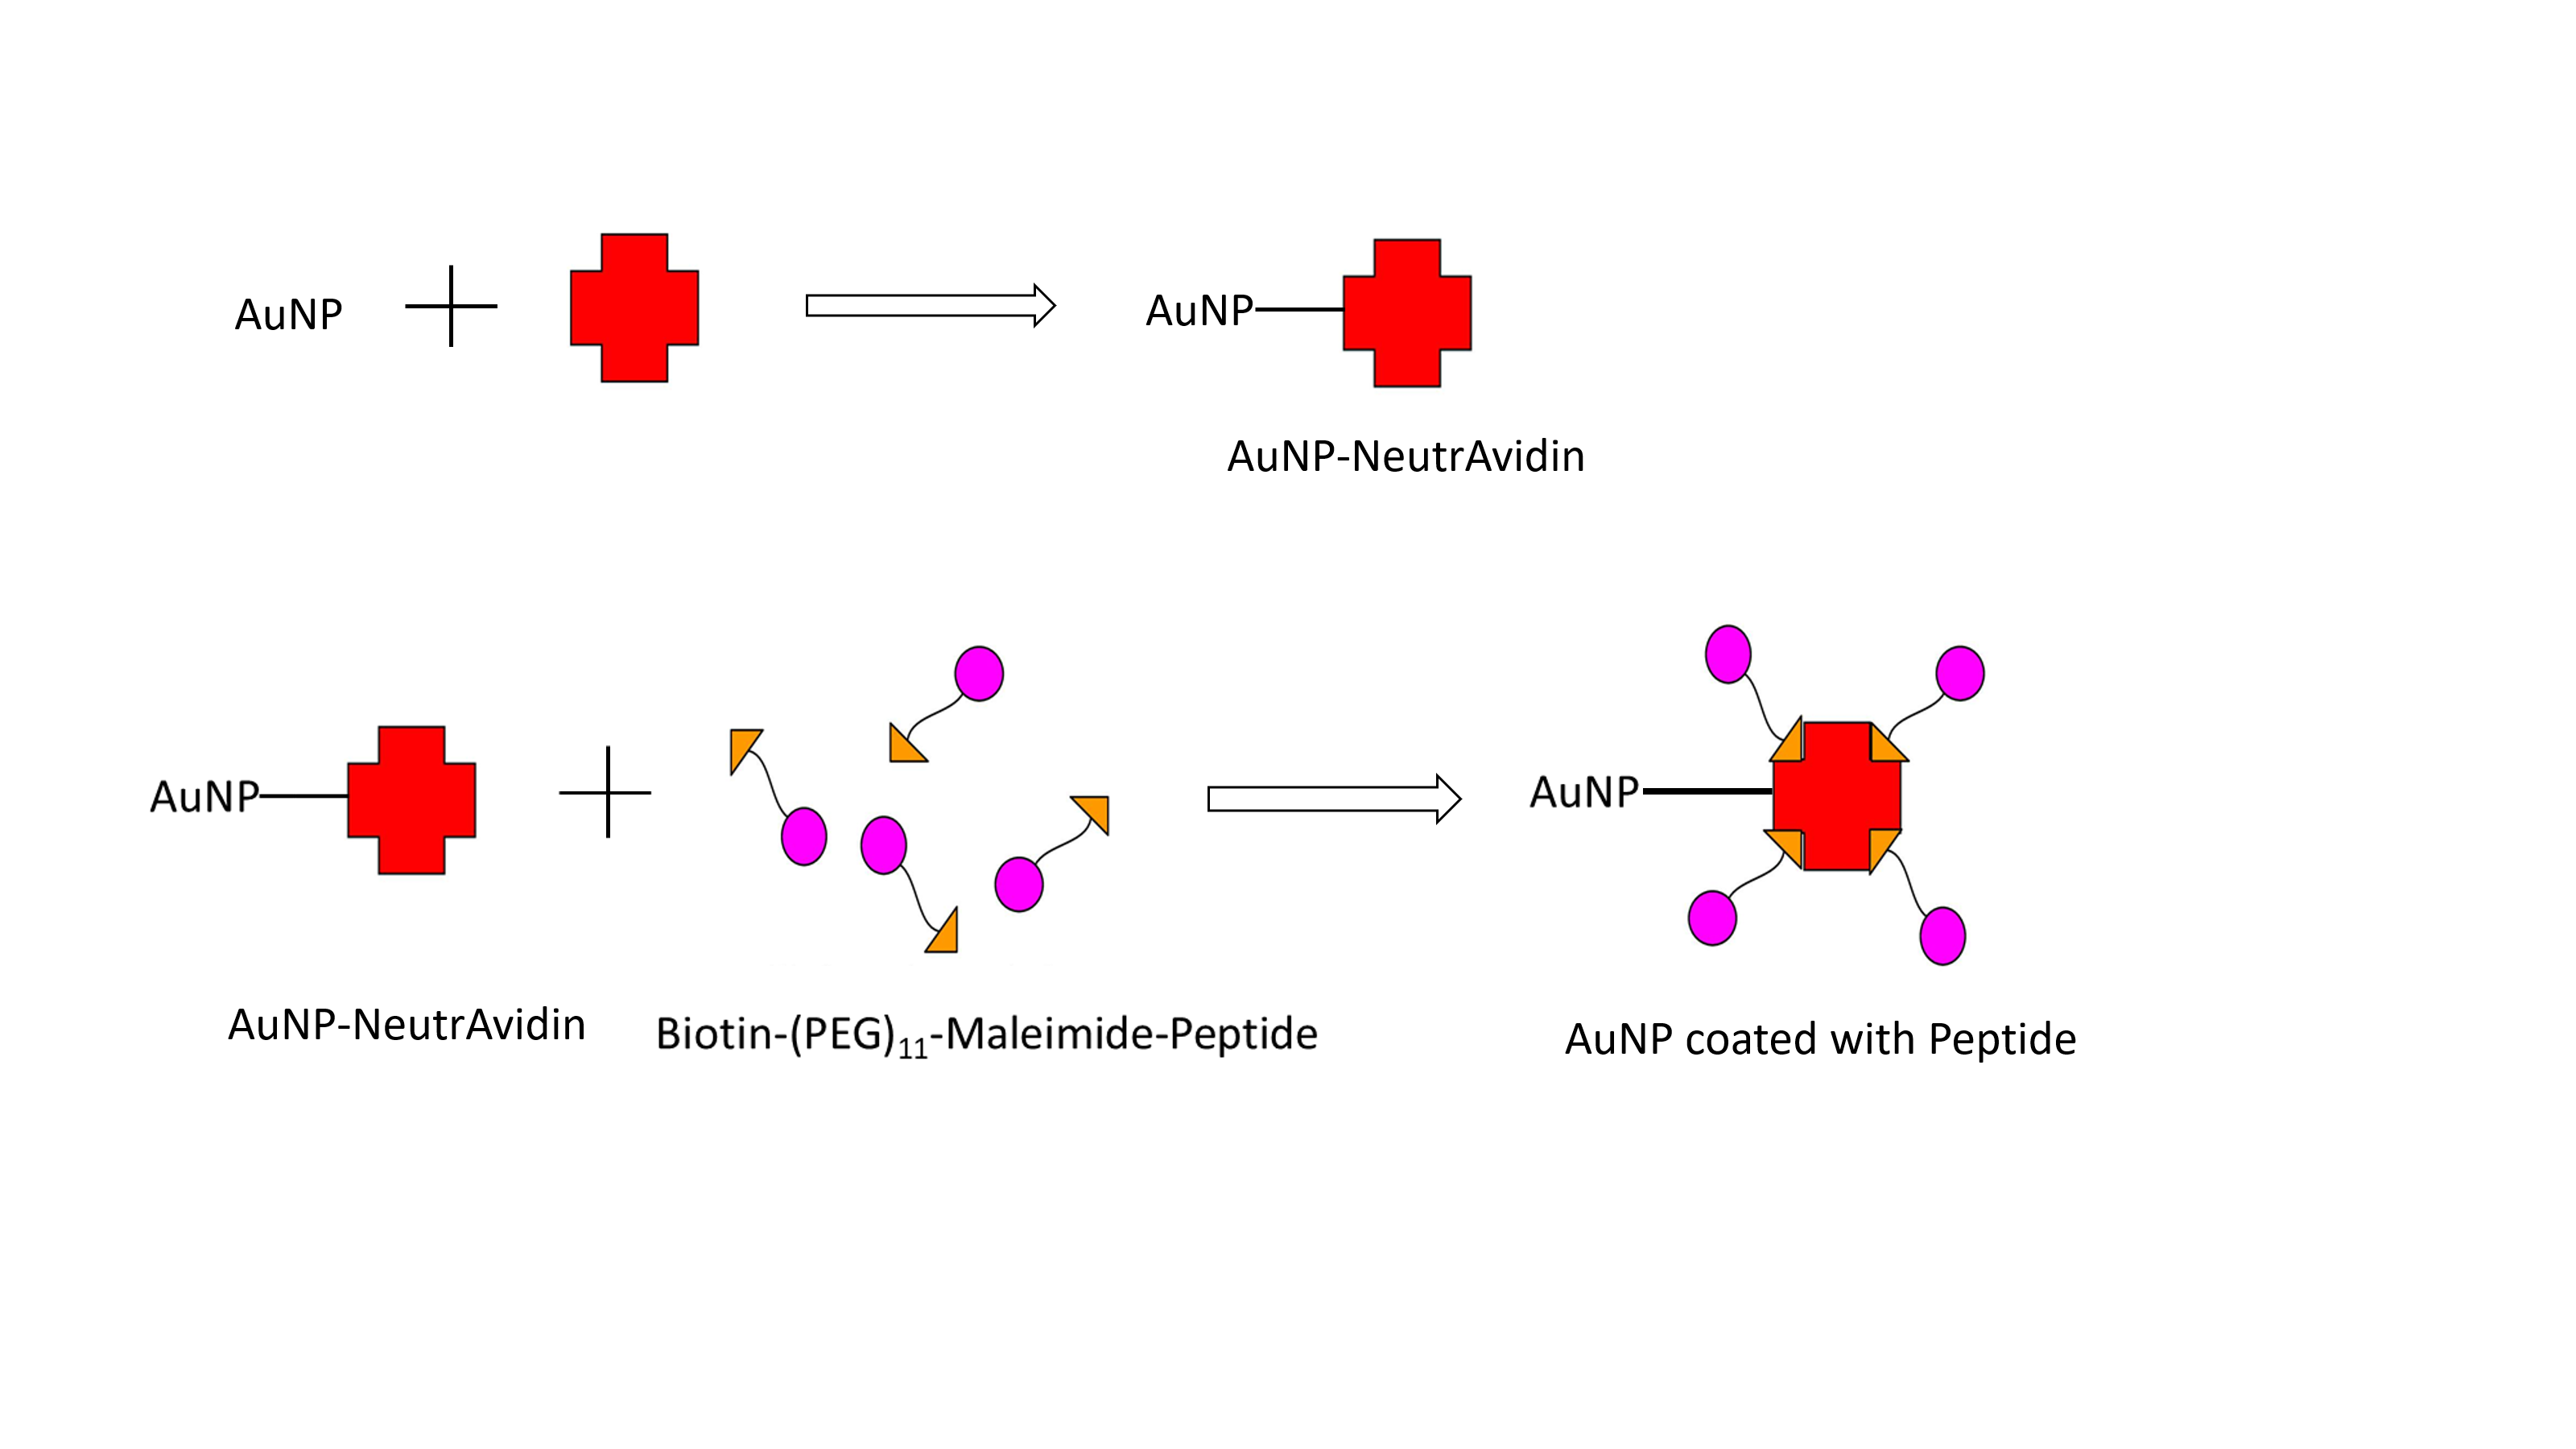 AuNP
AuNP
AuNP-NeutrAvidin
AuNP
AuNP
AuNP-NeutrAvidin
Biotin-(PEG)₁₁-Maleimide-Peptide
AuNP coated with Peptide